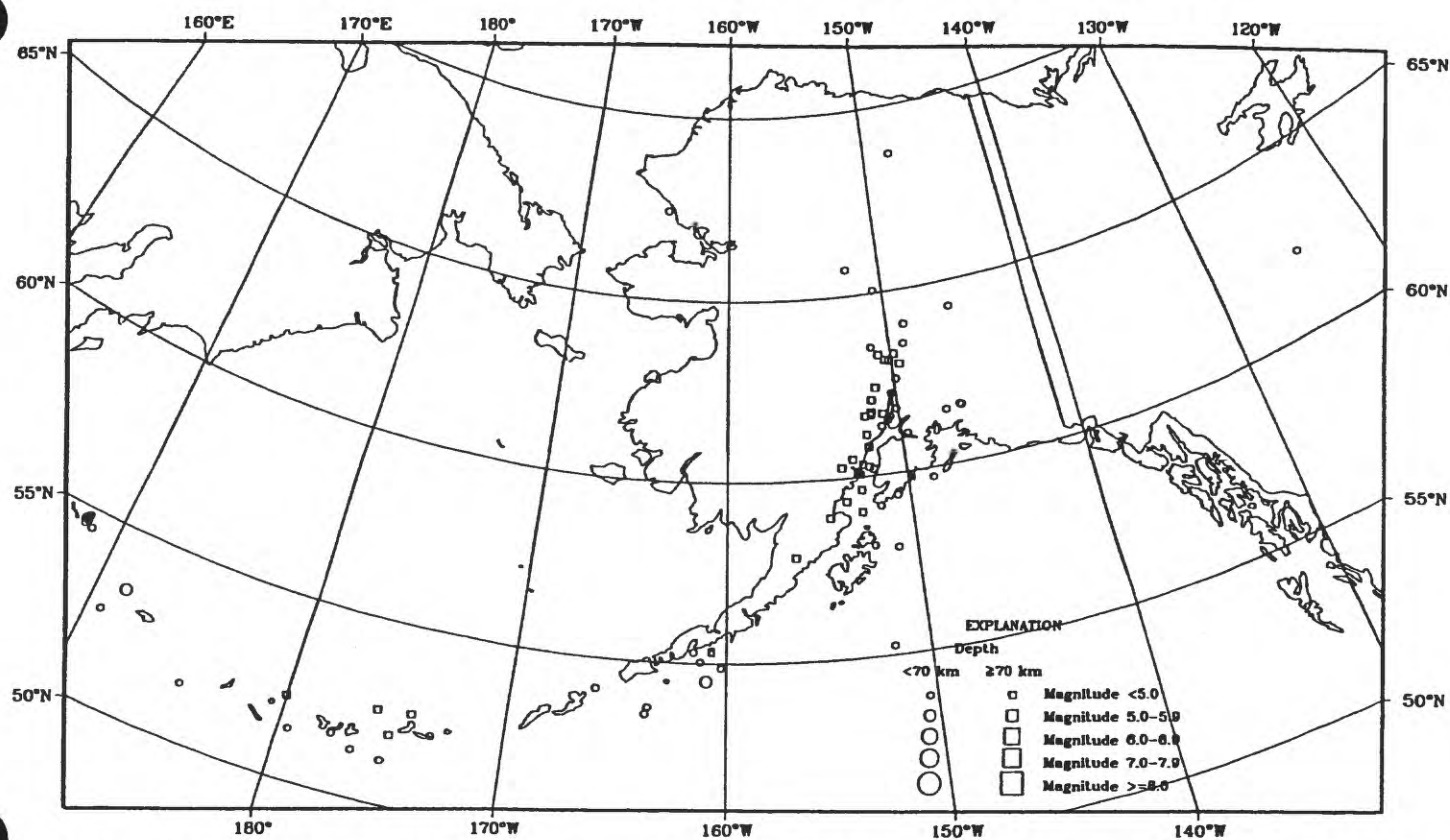 160°E 170°E 180° 170°W 160°W 150°W 140°W 130°W 120°W
65°N 65°N
60°N 60°N
55°N 55°N
50°N 50°N
EXPLANATION
Depth
<70 km ≥70 km
Magnitude <5.0
Magnitude 5.0-5.9
Magnitude 6.0-6.9
Magnitude 7.0-7.9
Magnitude >=8.0
180° 170°W 160°W 150°W 140°W